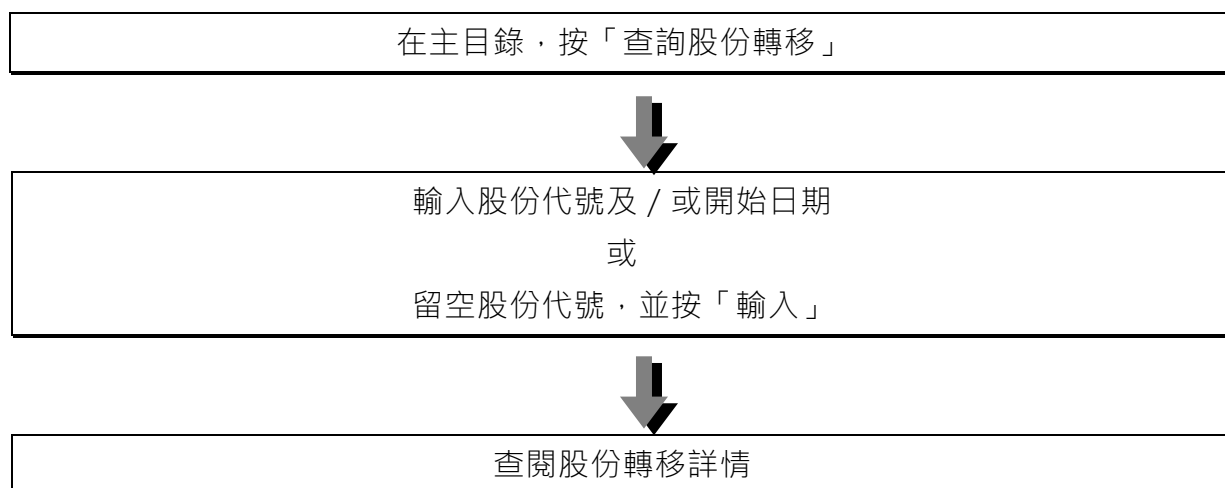 在主目錄，按「查詢股份轉移」
輸入股份代號及 / 或開始日期
或
留空股份代號，並按「輸入」
查閱股份轉移詳情